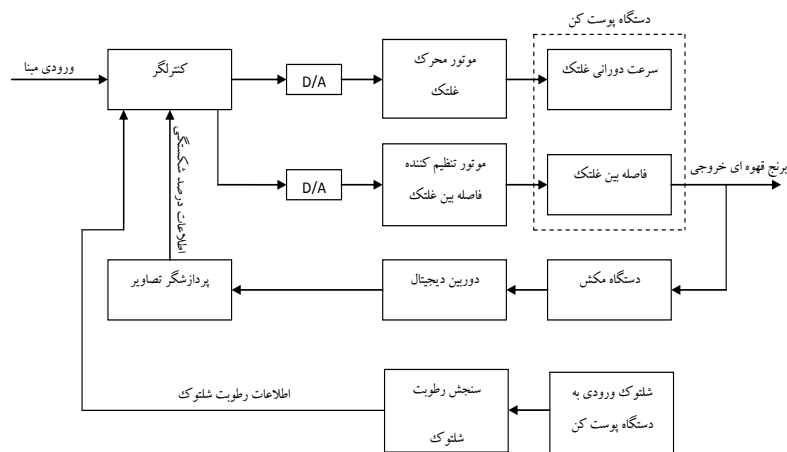 دستگاه پوست کن
ورودی مبنا
کنترلگر
D/A
موتور محرک
غلتک
سرعت دورانی غلتک
D/A
موتور تنظیم کننده
فاصله بین غلتک
فاصله بین غلتک
برنج قهوه ای خروجی
اطلاعات درصد شکستگی
پردازشگر تصاویر
دوربین دیجیتال
دستگاه مکش
اطلاعات رطوبت شلتوک
سنجش رطوبت
شلتوک
شلتوک ورودی به
دستگاه پوست کن